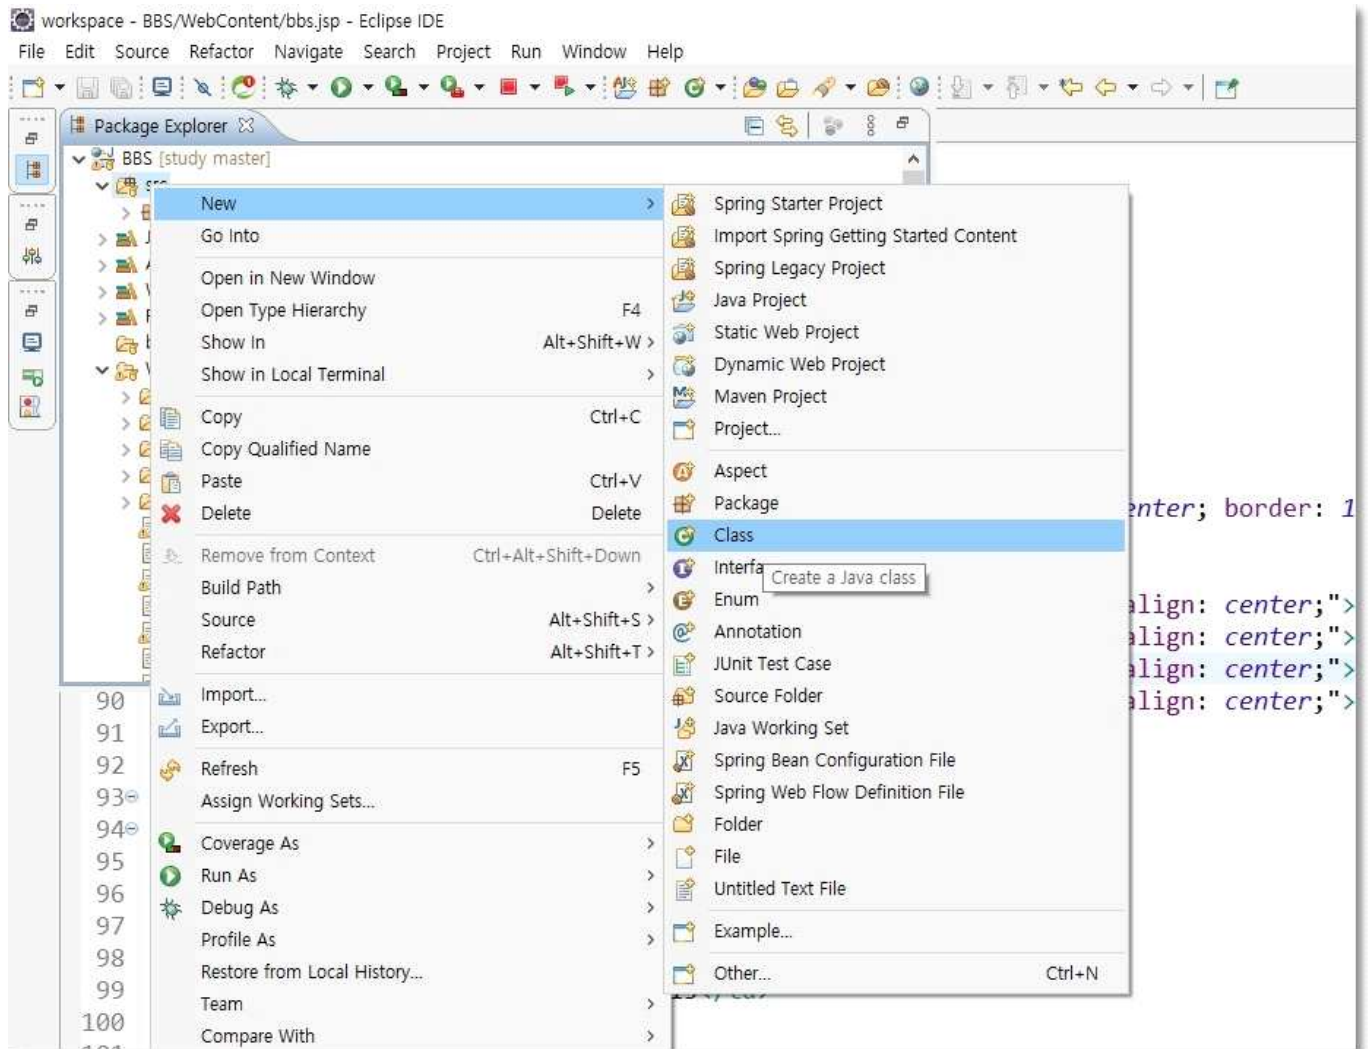 workspace - BBS/WebContent/bbs.jsp - Eclipse IDE
File Edit Source Refactor Navigate Search Project Run Window Help
Package Explorer
BBS [study master]
New
Go Into
Open in New Window
Open Type Hierarchy F4
Show In Alt+Shift+W >
Show in Local Terminal
Copy Ctrl+C
Copy Qualified Name
Paste Ctrl+V
Delete Delete
Remove from Context Ctrl+Alt+Shift+Down
Build Path
Source Alt+Shift+S >
Refactor Alt+Shift+T >
Import...
Export...
Refresh F5
Assign Working Sets...
Coverage As
Run As
Debug As
Profile As
Restore from Local History...
Team
Compare With
Spring Starter Project
Import Spring Getting Started Content
Spring Legacy Project
Java Project
Static Web Project
Dynamic Web Project
Maven Project
Project...
Aspect
Package
Class
Create a Java class
Enum
Annotation
JUnit Test Case
Source Folder
Java Working Set
Spring Bean Configuration File
Spring Web Flow Definition File
Folder
File
Untitled Text File
Example...
Other... Ctrl+N
enter; border: 1
align: center;">
align: center;">
align: center;">
align: center;">
90
91
92
93
94
95
96
97
98
99
100